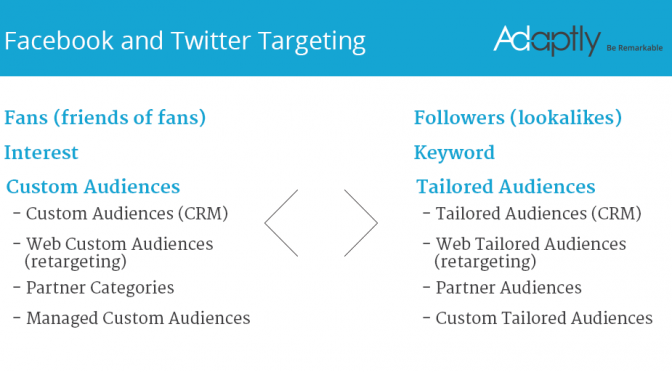 Facebook and Twitter Targeting
Adaptly Be Remarkable
Fans (friends of fans)
Interest
Custom Audiences
- Custom Audiences (CRM)
- Web Custom Audiences
(retargeting)
- Partner Categories
- Managed Custom Audiences
Followers (lookalikes)
Keyword
Tailored Audiences
- Tailored Audiences (CRM)
- Web Tailored Audiences
(retargeting)
- Partner Audiences
- Custom Tailored Audiences